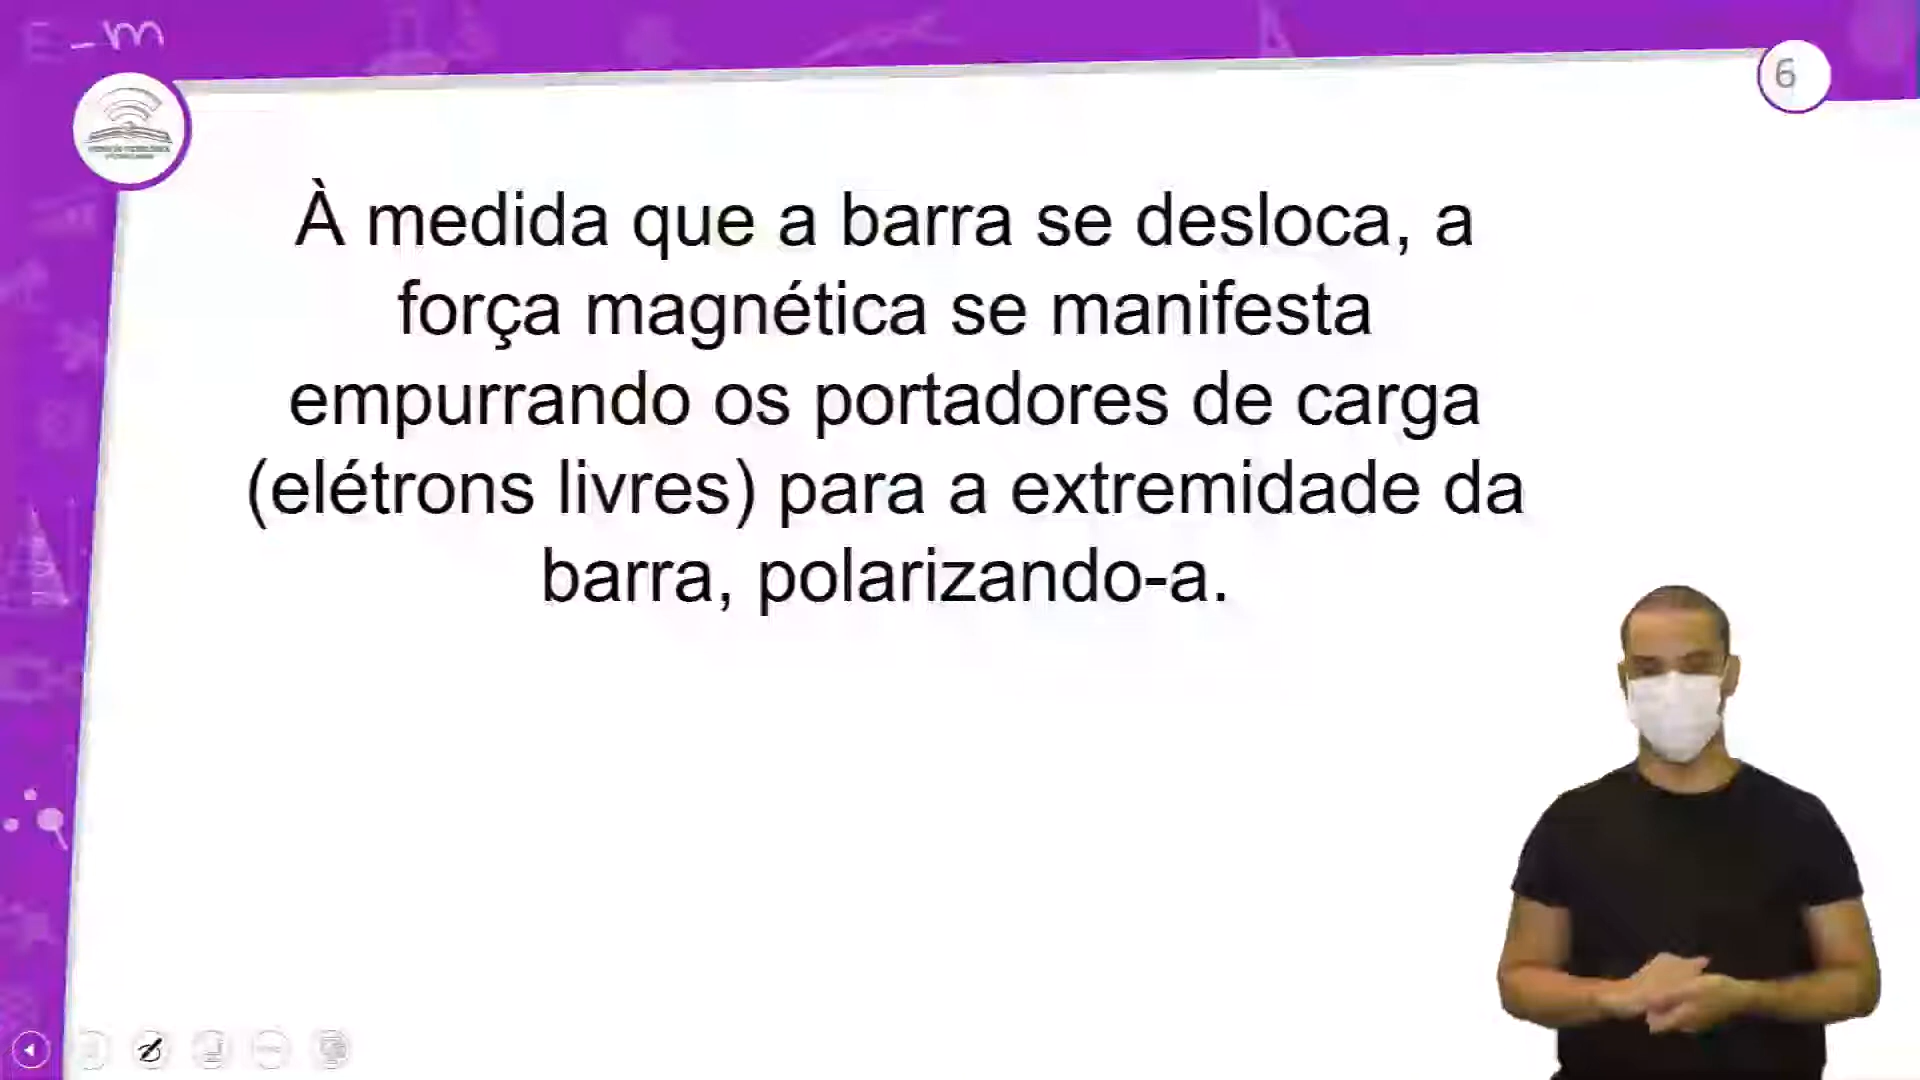 6
À medida que a barra se desloca, a
força magnética se manifesta
empurrando os portadores de carga
(elétrons livres) para a extremidade da
barra, polarizando-a.